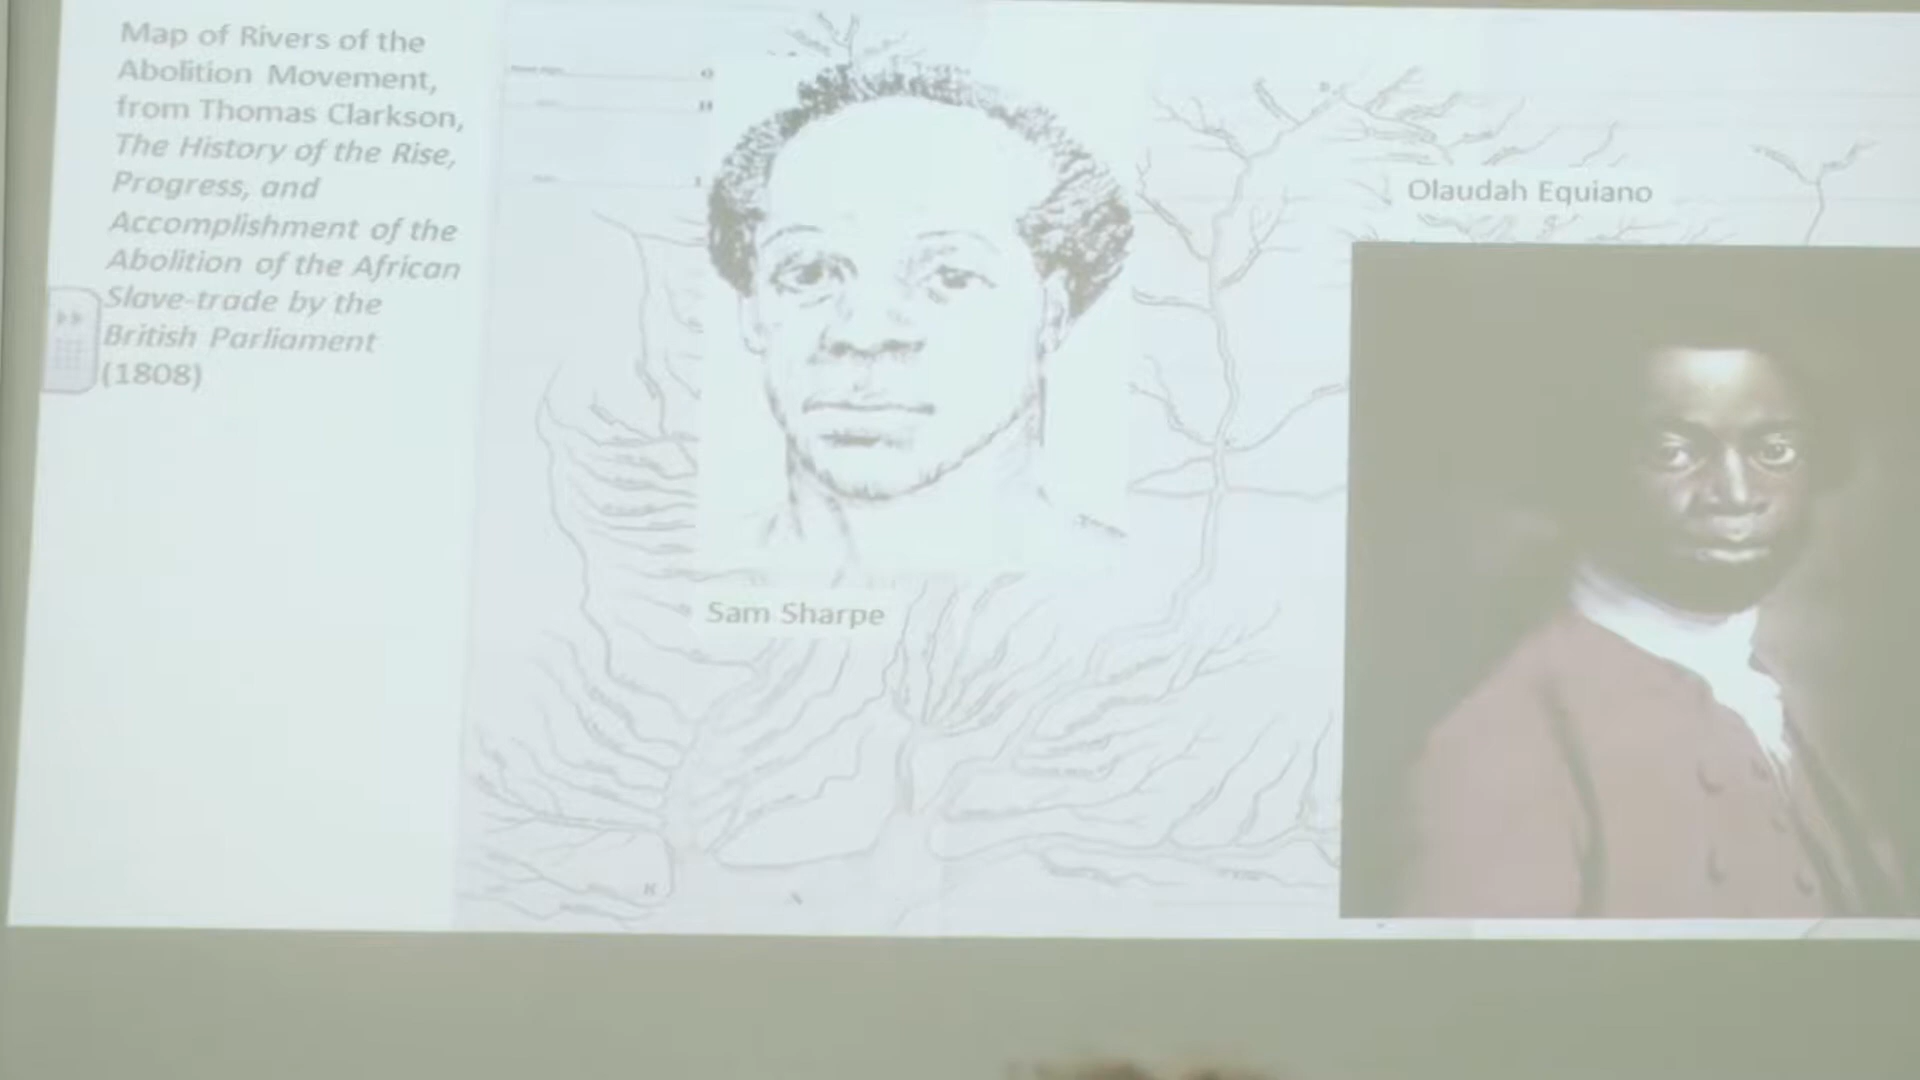 Map of Rivers of the
Abolition Movement,
from Thomas Clarkson,
The History of the Rise,
Progress, and
Accomplishment of the
Abolition of the African
Slave-trade by the
British Parliament
(1808)
Olaudah Equiano
Sam Sharpe
K